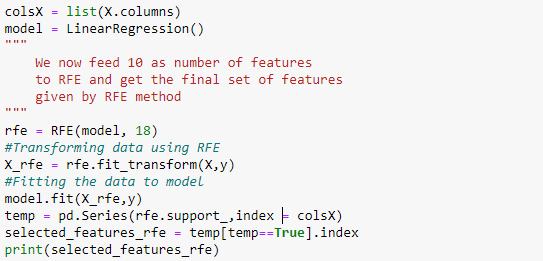 colsX = list(X.columns)
model = LinearRegression()
"""
    We now feed 10 as number of features
    to RFE and get the final set of features
    given by RFE method
"""
rfe = RFE(model, 18)
#Transforming data using RFE
X_rfe = rfe.fit_transform(X,y)
#Fitting the data to model
model.fit(X_rfe,y)
temp = pd.Series(rfe.support_,index = colsX)
selected_features_rfe = temp[temp==True].index
print(selected_features_rfe)